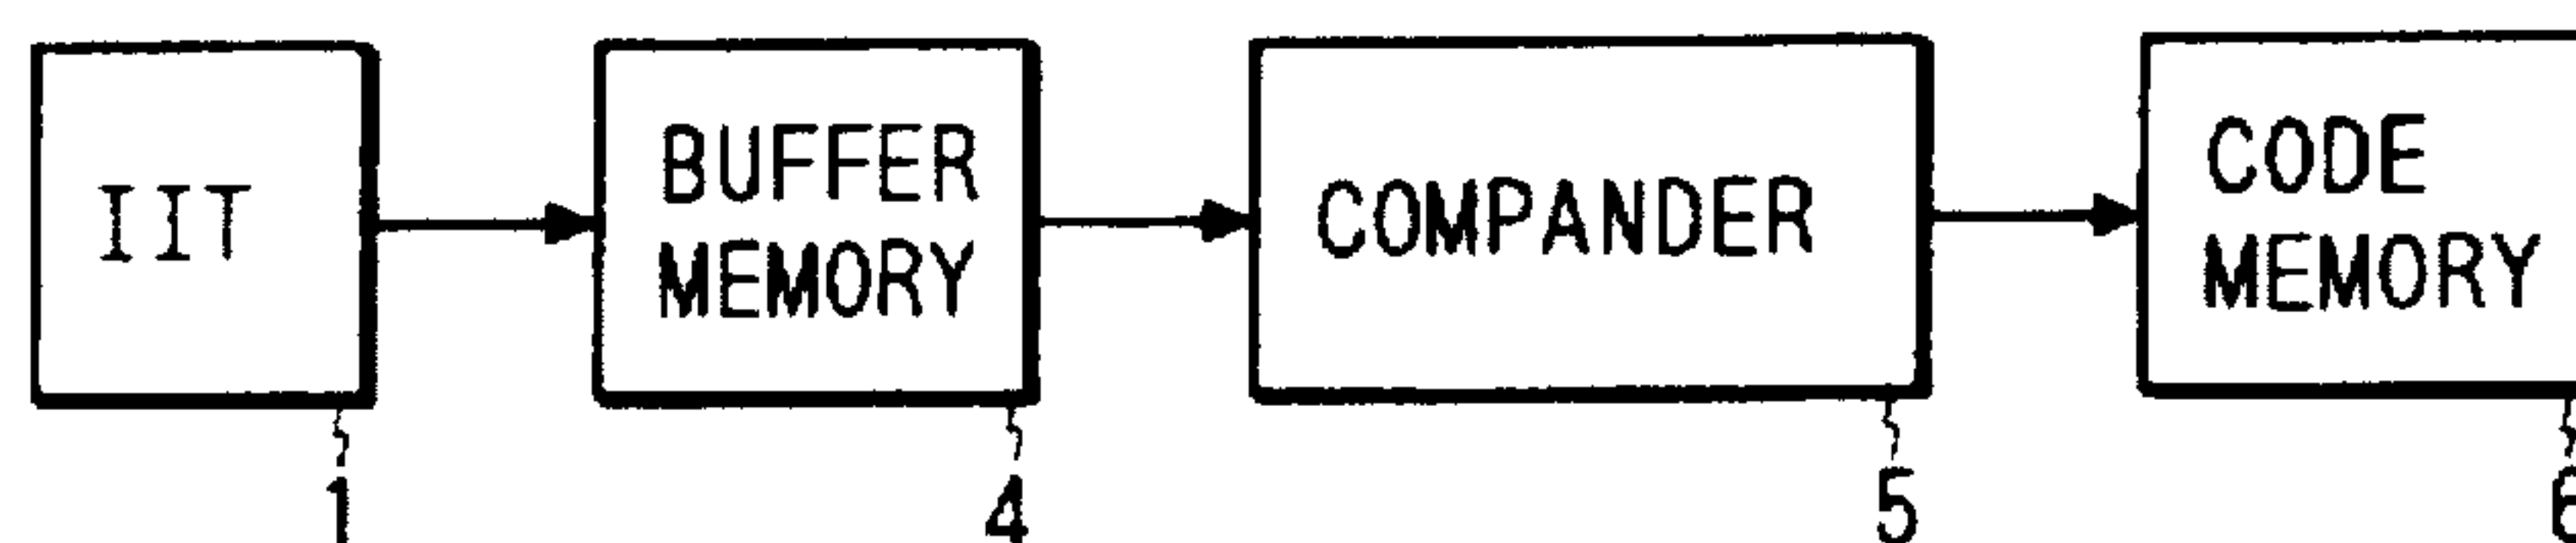 IIT
BUFFER
MEMORY
COMPANDER
CODE
MEMORY
1
4
5
6